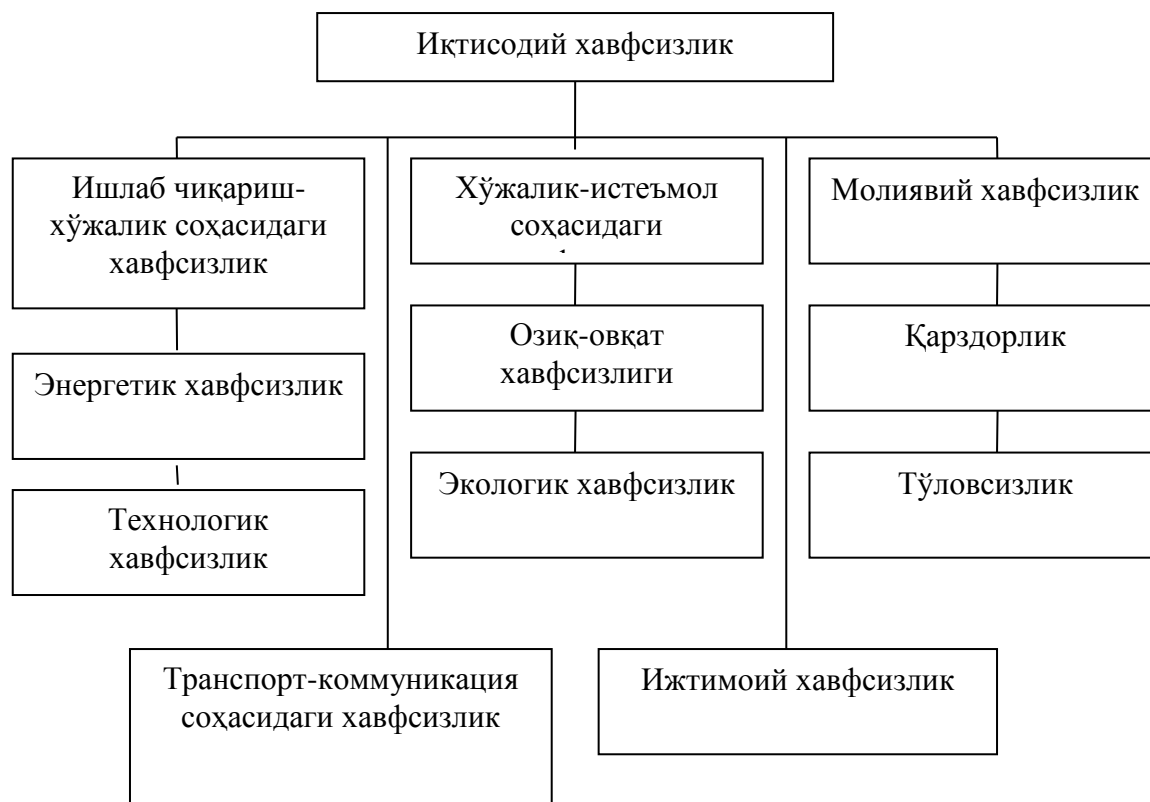 Иқтисодий хавфсизлик
Ишлаб чиқариш-
хўжалик соҳасидаги
хавфсизлик
Хўжалик-истеъмол
соҳасидаги
Молиявий хавфсизлик
Энергетик хавфсизлик
Озиқ-овқат
хавфсизлиги
Қарздорлик
Технологик
хавфсизлик
Экологик хавфсизлик
Тўловсизлик
Транспорт-коммуникация
соҳасидаги хавфсизлик
Ижтимоий хавфсизлик